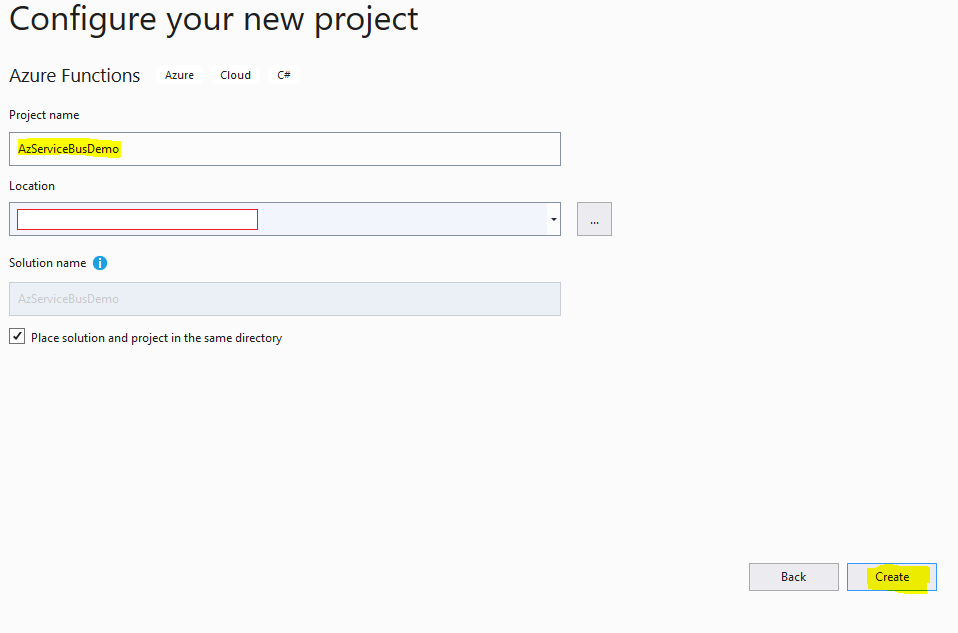 Configure your new project
Azure Functions Azure Cloud C#
Project name
AzServiceBusDemo
Location
...
Solution name i
AzServiceBusDemo
Place solution and project in the same directory
Back Create